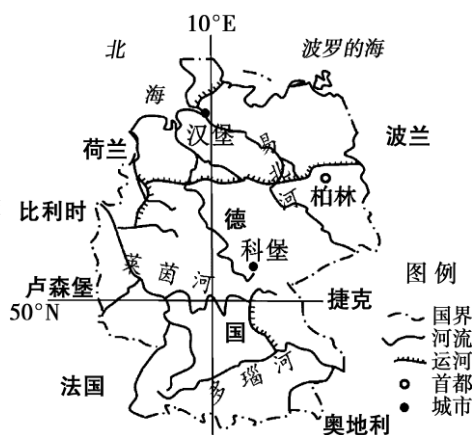 10°E
北
海
波罗的海
汉堡
荷兰
易北河
波兰
柏林
比利时
德
国
科堡
莱茵河
卢森堡
50°N
捷克
法国
多瑙河
奥地利
图例
国界
河流
运河
首都
城市